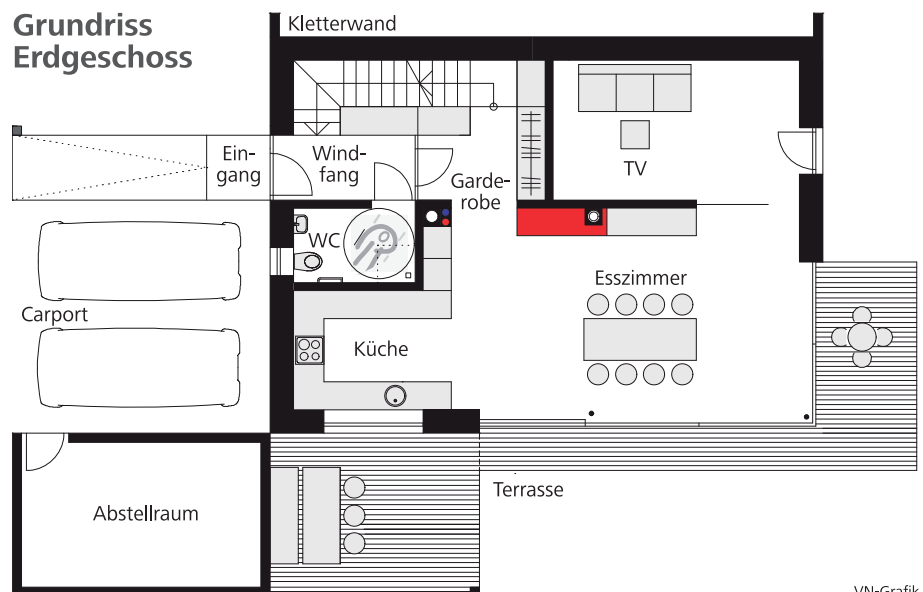 Grundriss
Erdgeschoss
Kletterwand
Ein-
gang
Wind-
fang
Garde-
robe
TV
WC
Esszimmer
Carport
Küche
Terrasse
Abstellraum
VN-Grafik